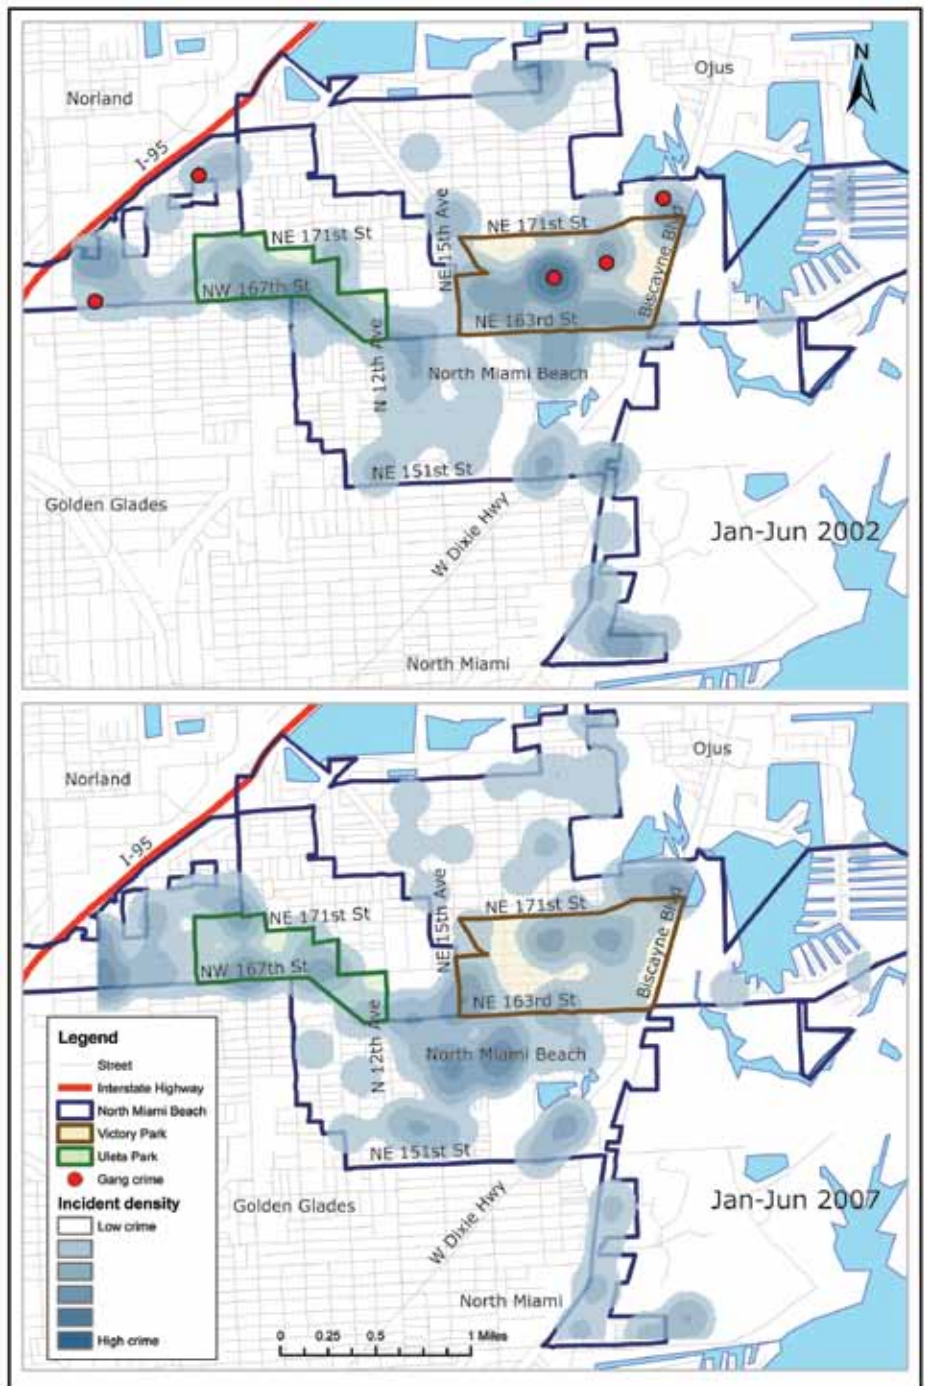 N
Ojus
Norland
I-95
NE 15th Ave
NE 171st St
NE 171st St
Biscayne Blvd
NW 167th St
NE 163rd St
N 12th Ave
North Miami Beach
NE 151st St
Golden Glades
W Dixie Hwy
Jan-Jun 2002
North Miami
Ojus
Norland
I-95
NE 15th Ave
NE 171st St
NE 171st St
Biscayne Blvd
NW 167th St
NE 163rd St
N 12th Ave
North Miami Beach
NE 151st St
Golden Glades
W Dixie Hwy
Jan-Jun 2007
North Miami
Legend
Street
Interstate Highway
North Miami Beach
Victory Park
Uleta Park
Gang crime
Incident density
Low crime
High crime
0 0.25 0.5 1 Miles